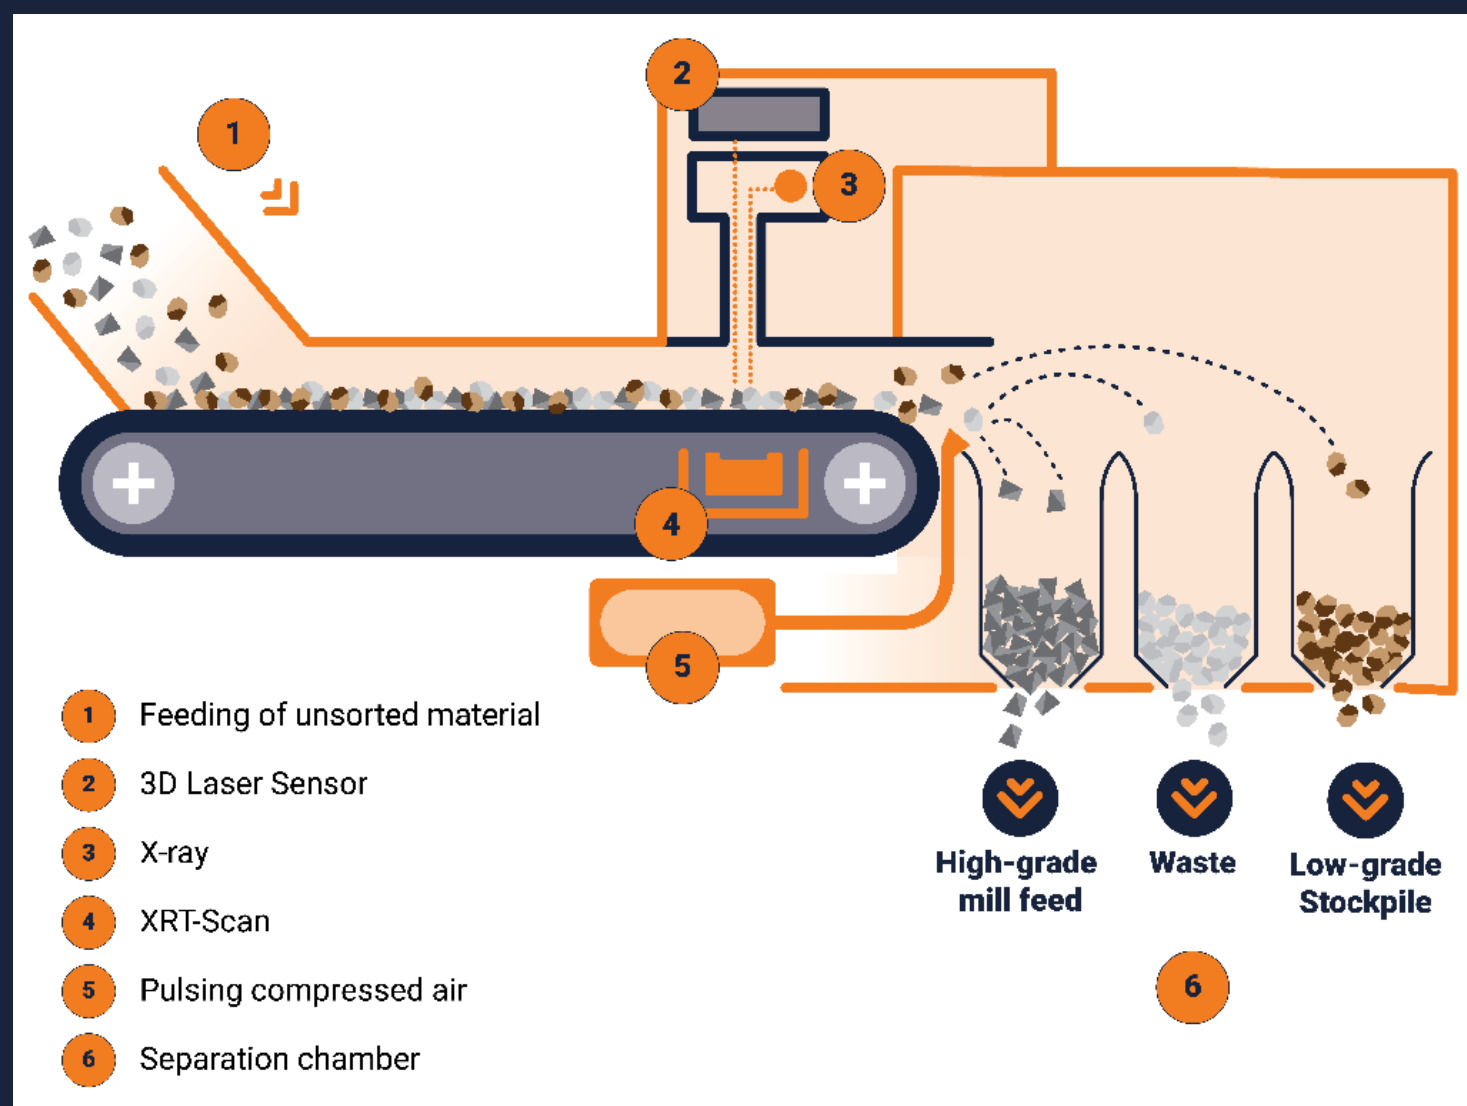 2
1
3
4
5
1 Feeding of unsorted material
2 3D Laser Sensor
3 X-ray
4 XRT-Scan
5 Pulsing compressed air
6 Separation chamber
High-grade
mill feed
Waste
Low-grade
Stockpile
6